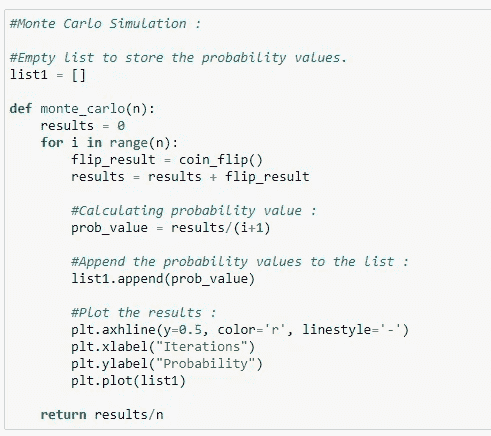 #Monte Carlo Simulation :
#Empty list to store the probability values.
list1 = []
def monte_carlo(n):
    results = 0
    for i in range(n):
        flip_result = coin_flip()
        results = results + flip_result
        #Calculating probability value :
        prob_value = results/(i+1)
        #Append the probability values to the list :
        list1.append(prob_value)
        #Plot the results :
        plt.axhline(y=0.5, color='r', linestyle='-')
        plt.xlabel("Iterations")
        plt.ylabel("Probability")
        plt.plot(list1)
    return results/n